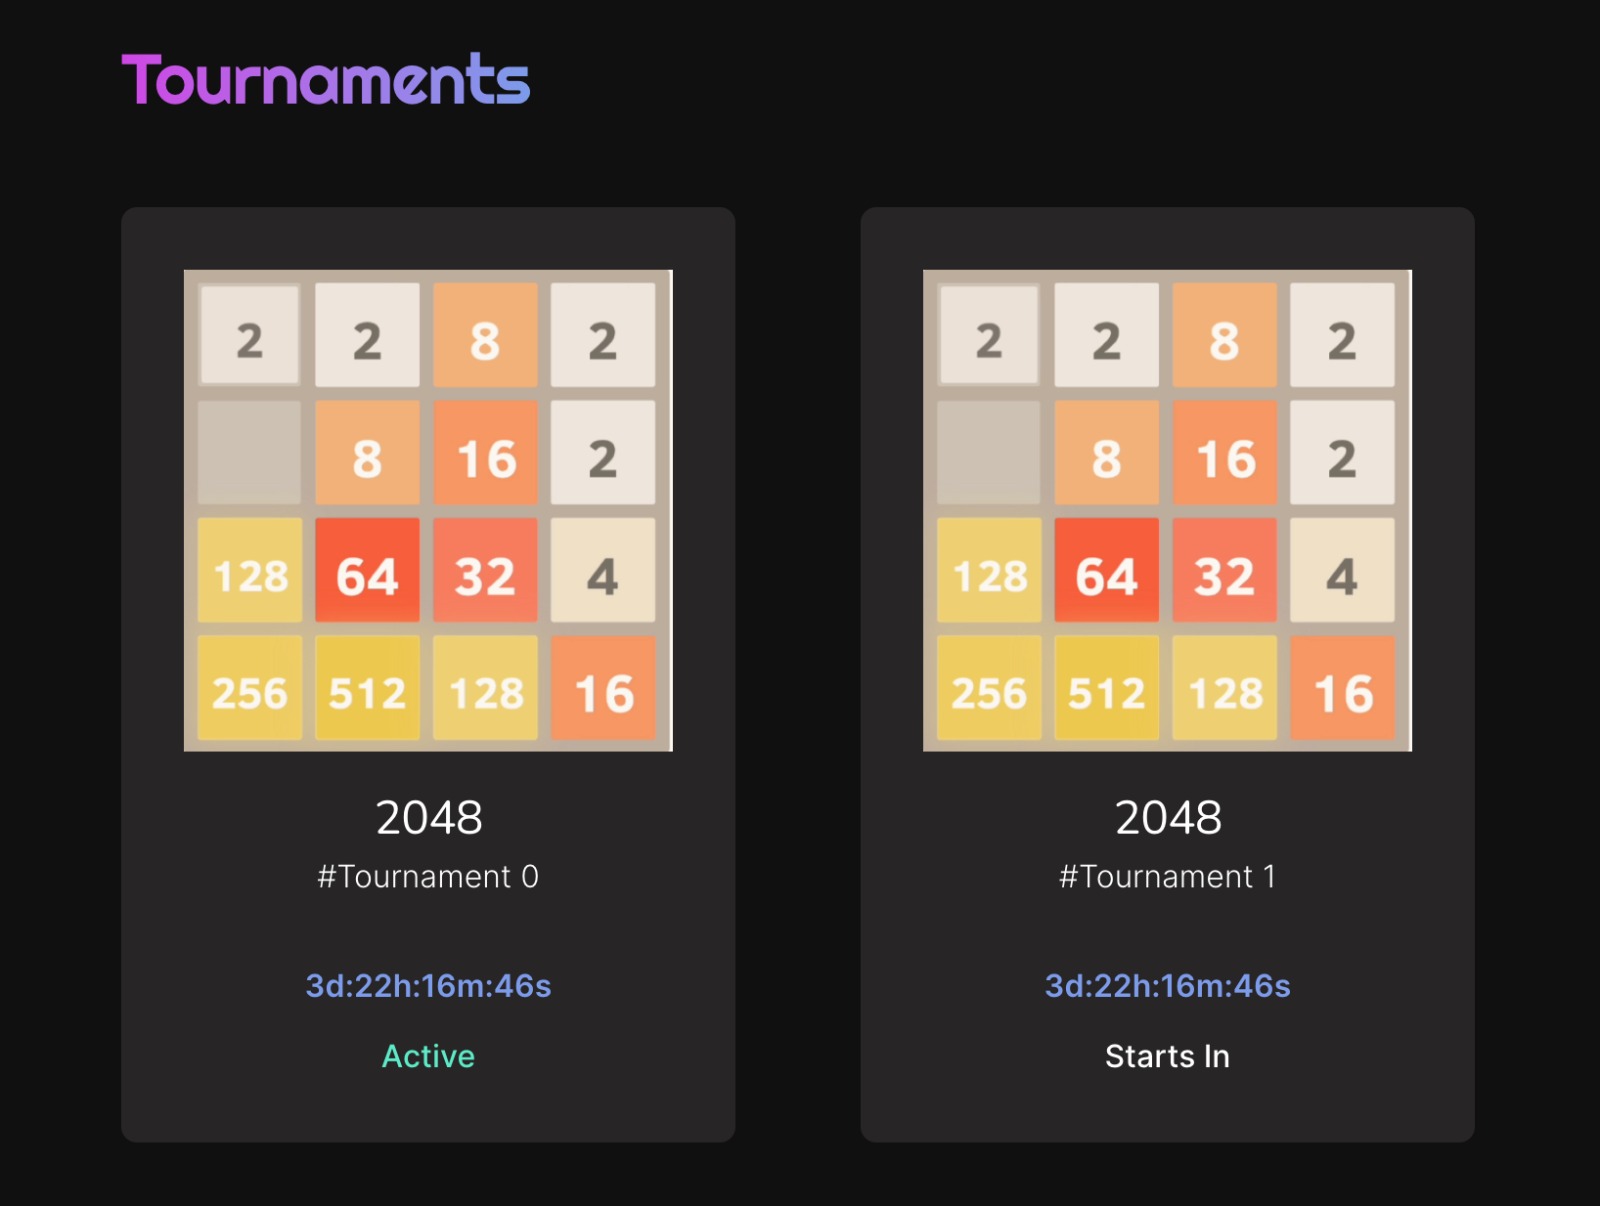 Tournaments
2 2 8 2
8 16 2
128 64 32 4
256 512 128 16
2048
#Tournament 0
3d:22h:16m:46s
Active
2 2 8 2
8 16 2
128 64 32 4
256 512 128 16
2048
#Tournament 1
3d:22h:16m:46s
Starts In